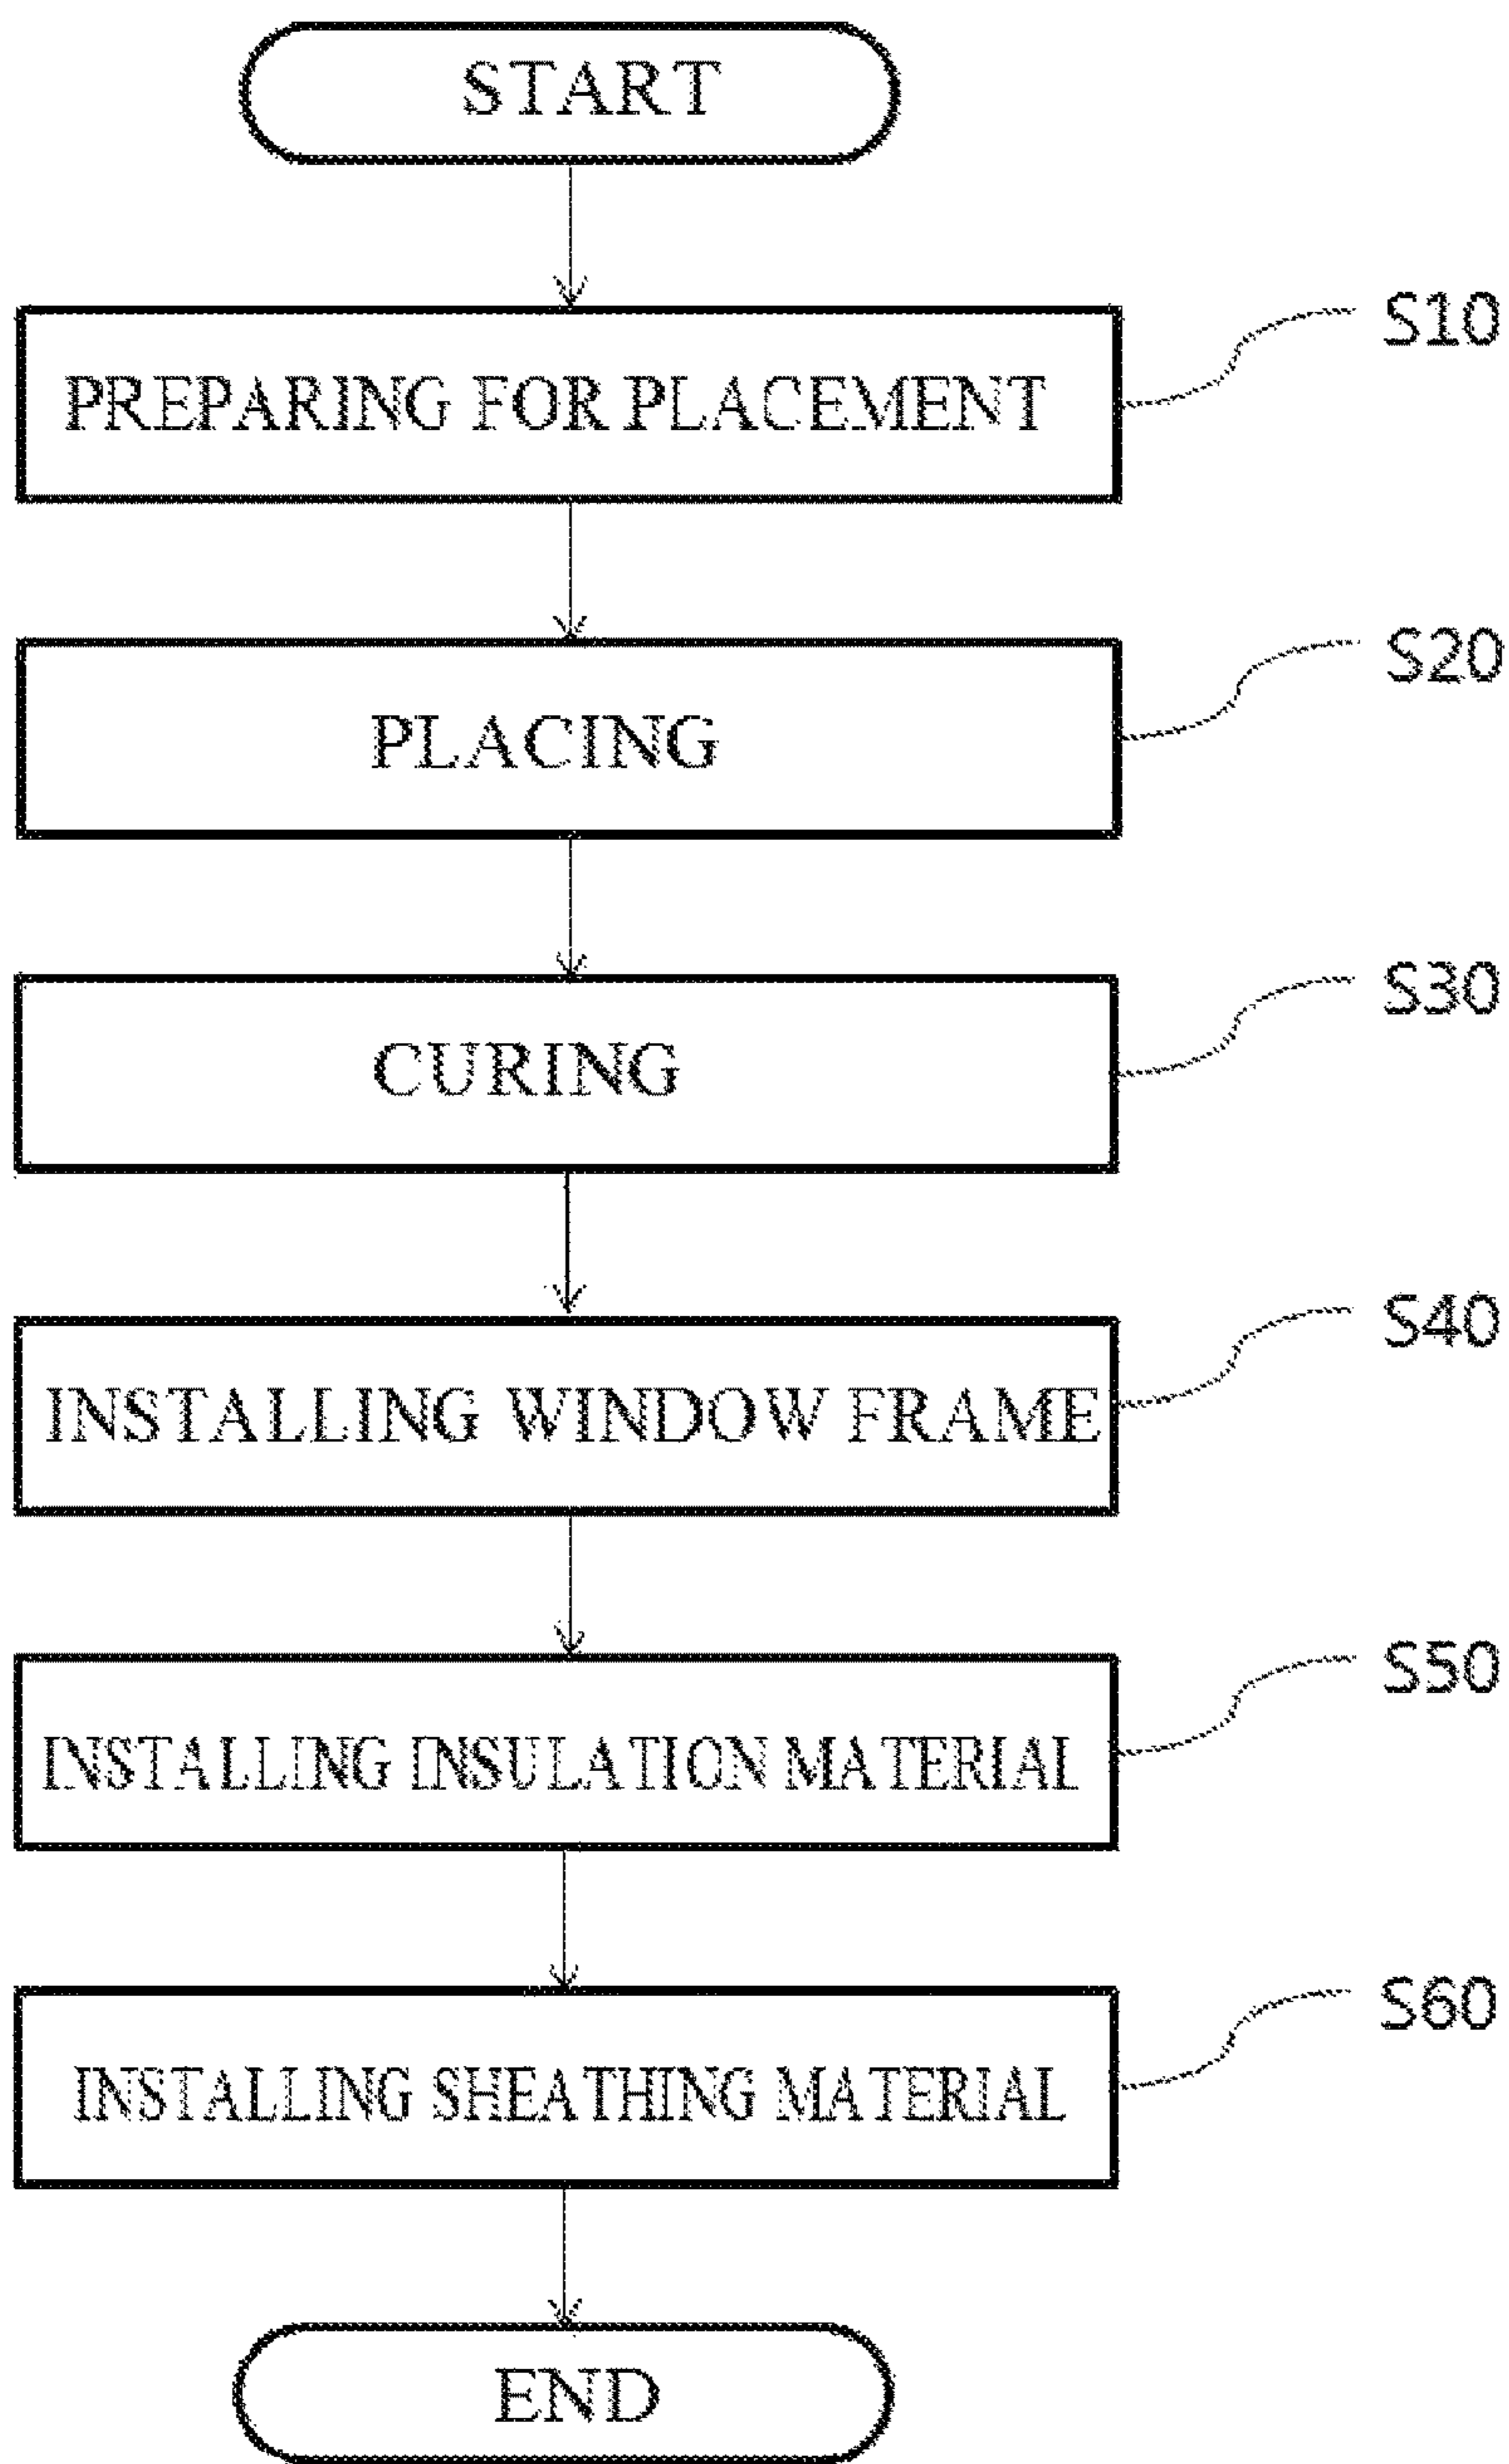 START
PREPARING FOR PLACEMENT
S10
PLACING
S20
CURING
S30
INSTALLING WINDOW FRAME
S40
INSTALLING INSULATION MATERIAL
S50
INSTALLING SHEATHING MATERIAL
S60
END